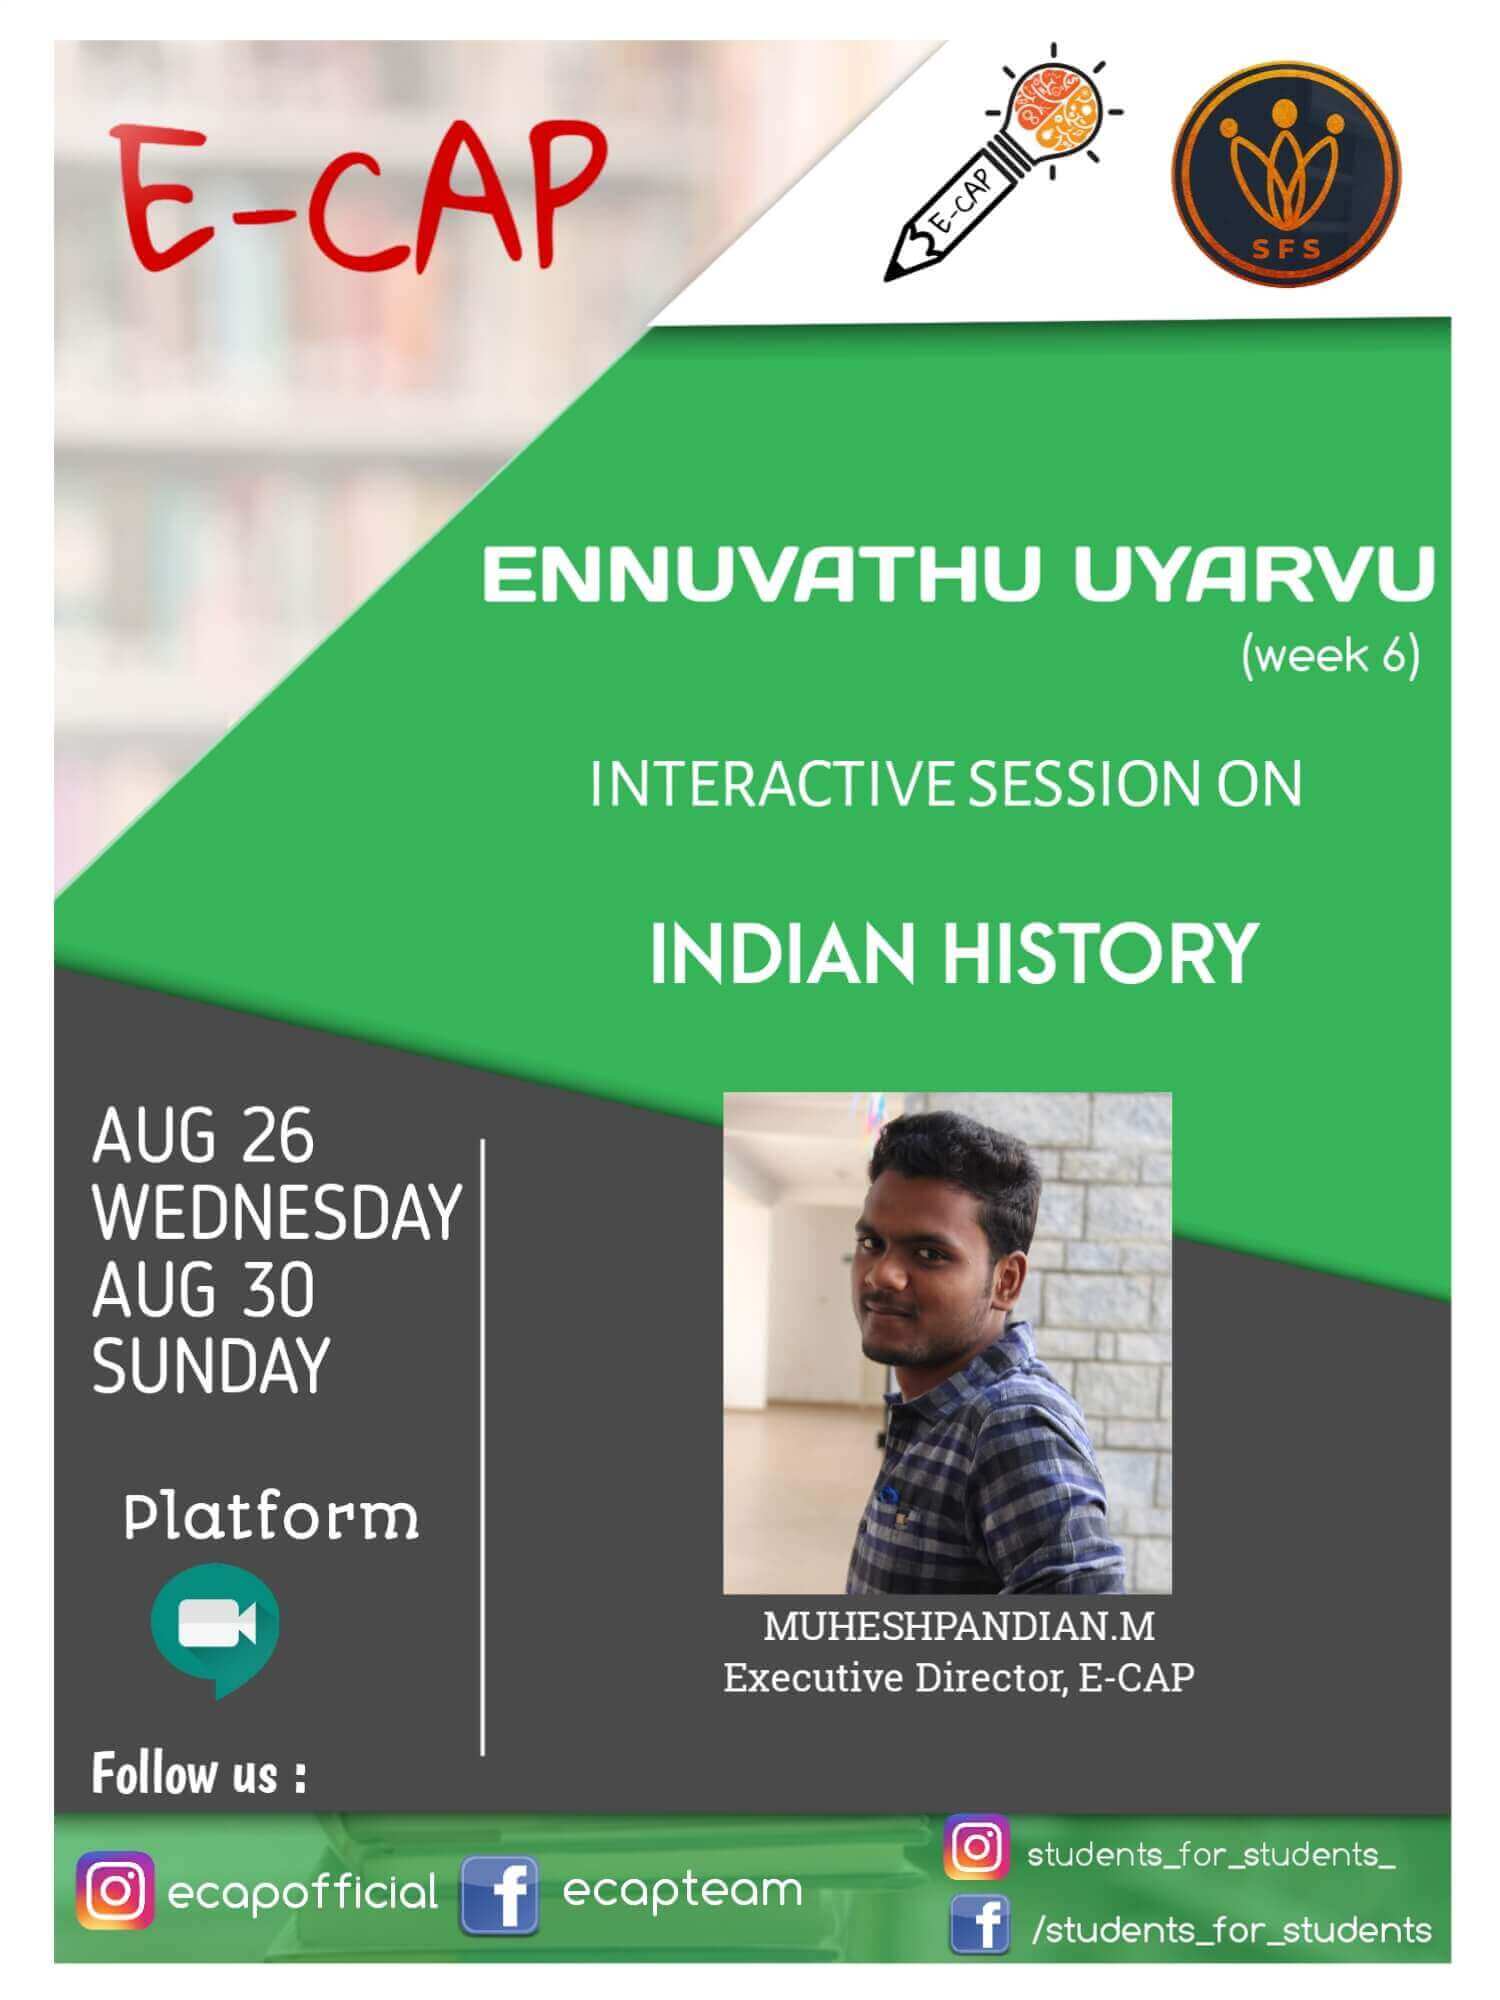 E-CAP
E-CAP
SFS
ENNUVATHU UYARVU
(week 6)
INTERACTIVE SESSION ON
INDIAN HISTORY
AUG 26
WEDNESDAY
AUG 30
SUNDAY
Platform
MUHESHPANDIAN.M
Executive Director, E-CAP
Follow us :
ecapofficial
ecapteam
students_for_students_
/students_for_students